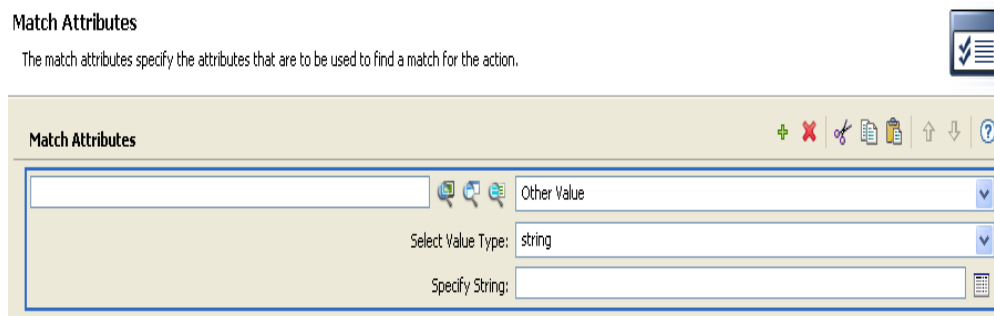 Match Attributes
The match attributes specify the attributes that are to be used to find a match for the action.
Match Attributes
Other Value
Select Value Type: string
Specify String: